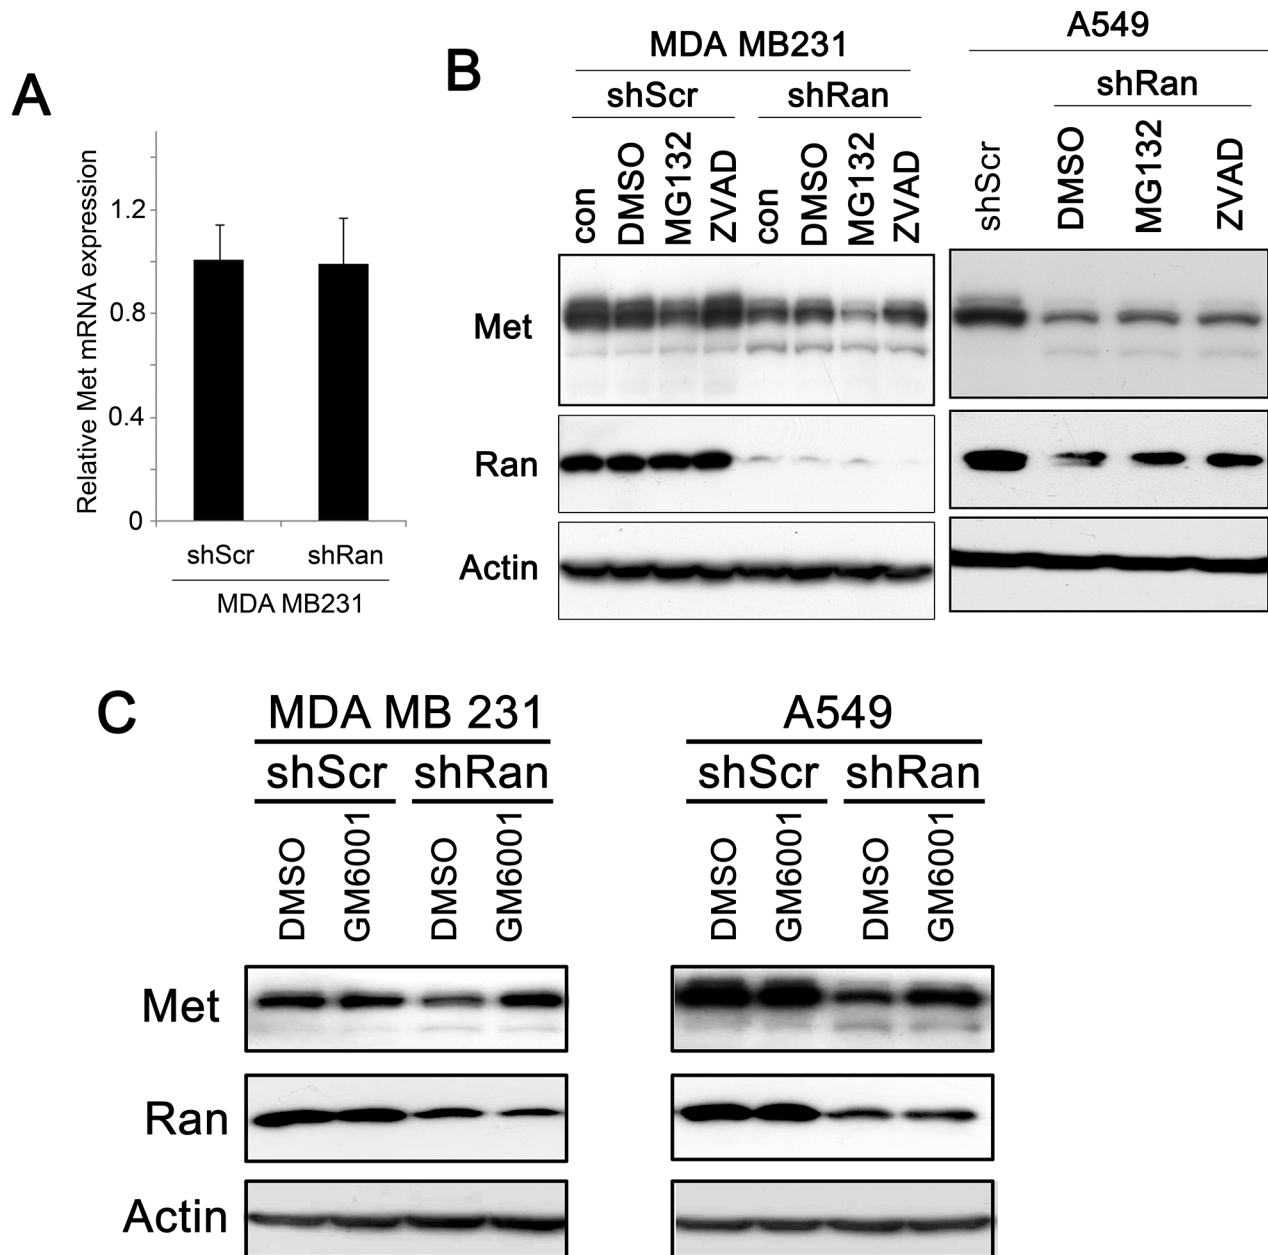 A
Relative Met mRNA expression
1.2
0.8
0.4
0
shScr shRan
MDA MB231
B
MDA MB231
shScr shRan
con DMSO MG132 ZVAD con DMSO MG132 ZVAD
A549
shRan
shScr DMSO MG132 ZVAD
Met
Ran
Actin
C
MDA MB 231 A549
shScr shRan shScr shRan
DMSO GM6001 DMSO GM6001 DMSO GM6001 DMSO GM6001
Met
Ran
Actin